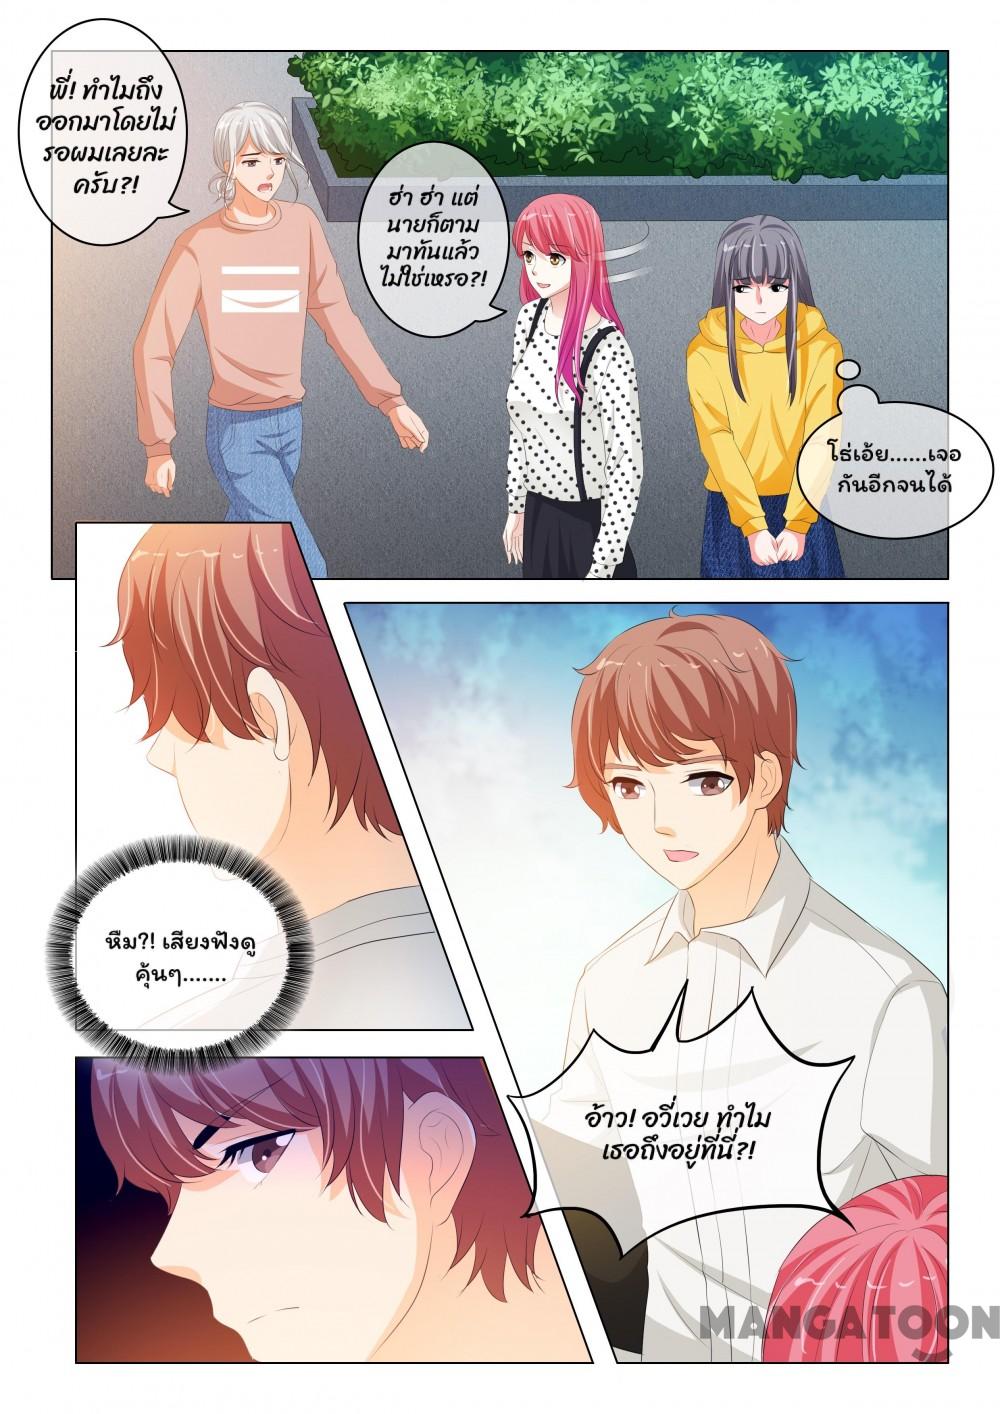 พี่! ทำไมถึง
ออกมาโดยไม่
รอผมเลยละ
ครับ?!
ฮ่า ฮ่า แต่
นายก็ตาม
มาทันแล้ว
ไม่ใช่เหรอ?!
โธ่เอ้ย......เจอ
กันอีกจนได้
หืม?! เสียงฟังดู
คุ้นๆ.......
อ้าว! อวี่เวย ทำไม
เธอถึงอยู่ที่นี่?!
MANGATOON